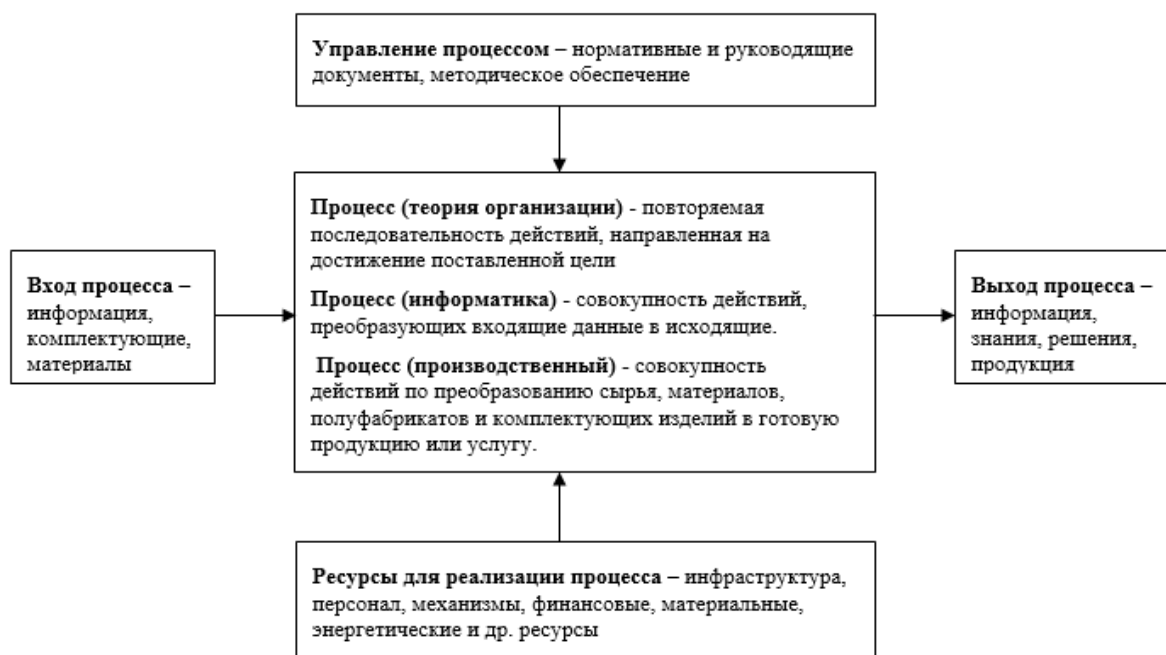 Управление процессом – нормативные и руководящие
документы, методическое обеспечение
Процесс (теория организации) - повторяемая
последовательность действий, направленная на
достижение поставленной цели
Процесс (информатика) - совокупность действий,
преобразующих входящие данные в исходящие.
Процесс (производственный) - совокупность
действий по преобразованию сырья, материалов,
полуфабрикатов и комплектующих изделий в готовую
продукцию или услугу.
Вход процесса –
информация,
комплектующие,
материалы
Выход процесса –
информация,
знания, решения,
продукция
Ресурсы для реализации процесса – инфраструктура,
персонал, механизмы, финансовые, материальные,
энергетические и др. ресурсы